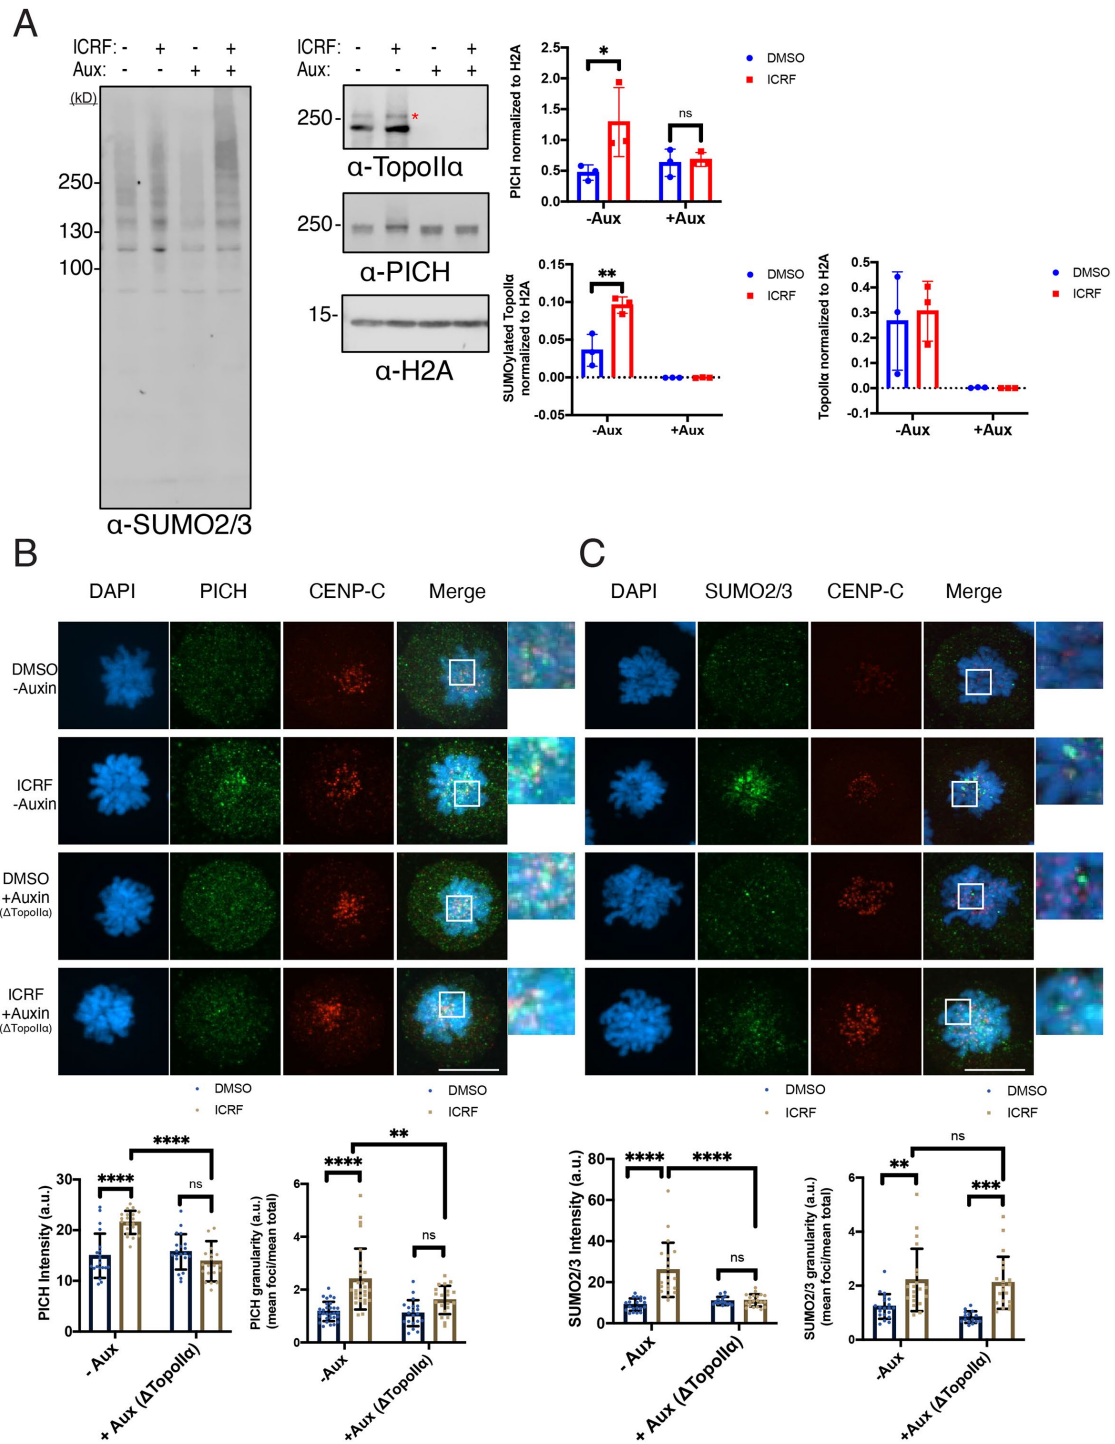 A
ICRF: - + - +
Aux: - - + +
(kD)
250-
130-
100-
α-SUMO2/3
ICRF: - + - +
Aux: - - + +
250-
*
α-TopoIIα
250-
α-PICH
15-
α-H2A
PICH normalized to H2A
2.5
2.0
1.5
1.0
0.5
0.0
*
ns
-Aux
+Aux
DMSO
ICRF
SUMOylated TopoIIα
normalized to H2A
0.15
0.10
0.05
0.00
-0.05
**
-Aux
+Aux
DMSO
ICRF
TopoIIα normalized to H2A
0.5
0.4
0.3
0.2
0.1
0.0
-0.1
-Aux
+Aux
DMSO
ICRF
B
DAPI PICH CENP-C Merge
DMSO
-Auxin
ICRF
-Auxin
DMSO
+Auxin
(ΔTopoIIα)
ICRF
+Auxin
(ΔTopoIIα)
DMSO
ICRF
PICH Intensity (a.u.)
30
20
10
0
****
****
ns
- Aux
+ Aux (ΔTopoIIα)
DMSO
ICRF
PICH granularity (a.u.)
(mean foci/mean total)
6
4
2
0
****
**
ns
-Aux
+Aux (ΔTopoIIα)
C
DAPI SUMO2/3 CENP-C Merge
DMSO
ICRF
SUMO2/3 Intensity (a.u.)
80
60
40
20
0
****
****
ns
- Aux
+ Aux (ΔTopoIIα)
DMSO
ICRF
SUMO2/3 granularity (a.u.)
(mean foci/mean total)
6
4
2
0
**
ns
***
-Aux
+Aux (ΔTopoIIα)